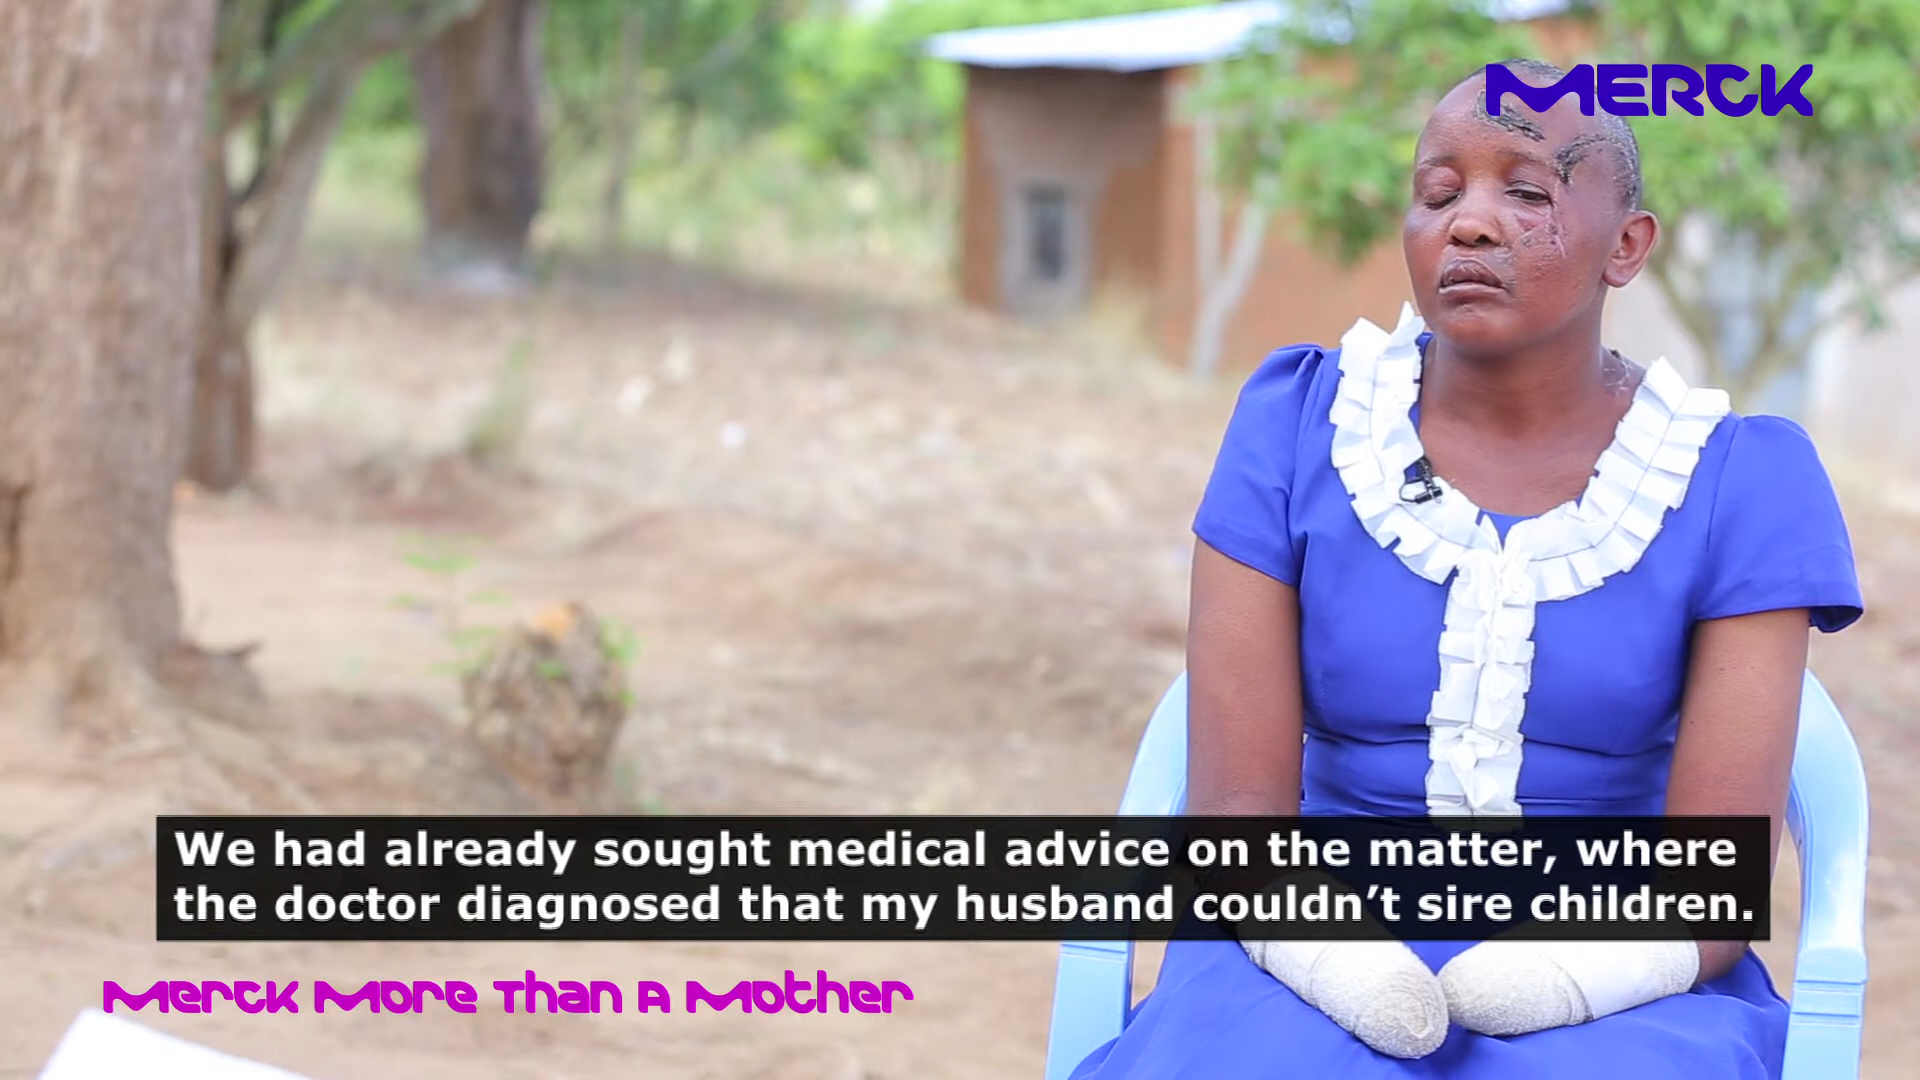 MERCK
We had already sought medical advice on the matter, where
the doctor diagnosed that my husband couldn’t sire children.
Merck More Than A Mother